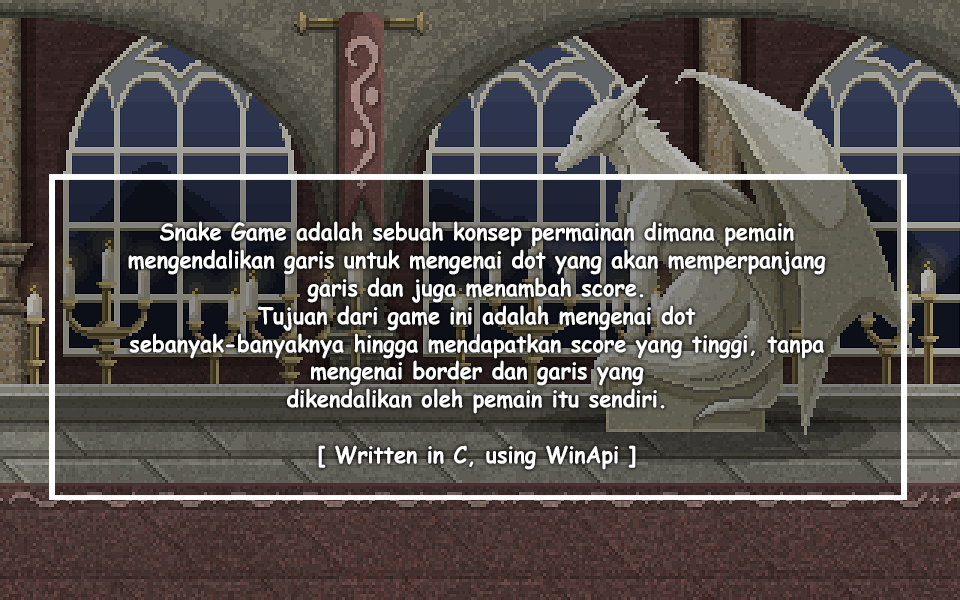 Snake Game adalah sebuah konsep permainan dimana pemain
mengendalikan garis untuk mengenai dot yang akan memperpanjang
garis dan juga menambah score.
Tujuan dari game ini adalah mengenai dot
sebanyak-banyaknya hingga mendapatkan score yang tinggi, tanpa
mengenai border dan garis yang
dikendalikan oleh pemain itu sendiri.
[ Written in C, using WinApi ]